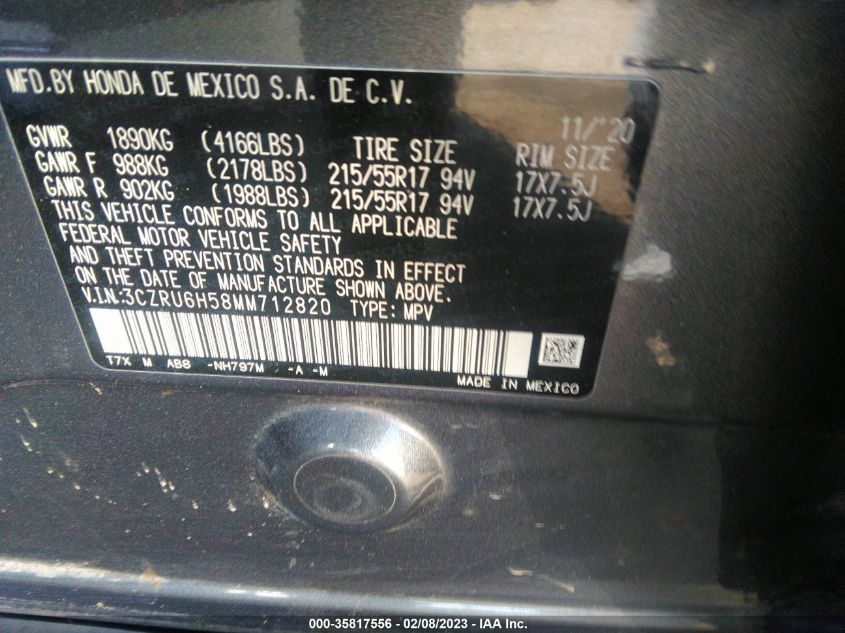 MFD.BY HONDA DE MEXICO S.A. DE C.V.
11/'20
GVWR 1890KG (4166LBS) TIRE SIZE RIM SIZE
GAWR F 988KG (2178LBS) 215/55R17 94V 17X7.5J
GAWR R 902KG (1988LBS) 215/55R17 94V 17X7.5J
THIS VEHICLE CONFORMS TO ALL APPLICABLE
FEDERAL MOTOR VEHICLE SAFETY
AND THEFT PREVENTION STANDARDS IN EFFECT
ON THE DATE OF MANUFACTURE SHOWN ABOVE.
V.I.N:3CZRU6H58MM712820 TYPE: MPV
T7X M AB8 -NH797M -A -M
MADE IN MEXICO
000-35817556 - 02/08/2023 - IAA Inc.